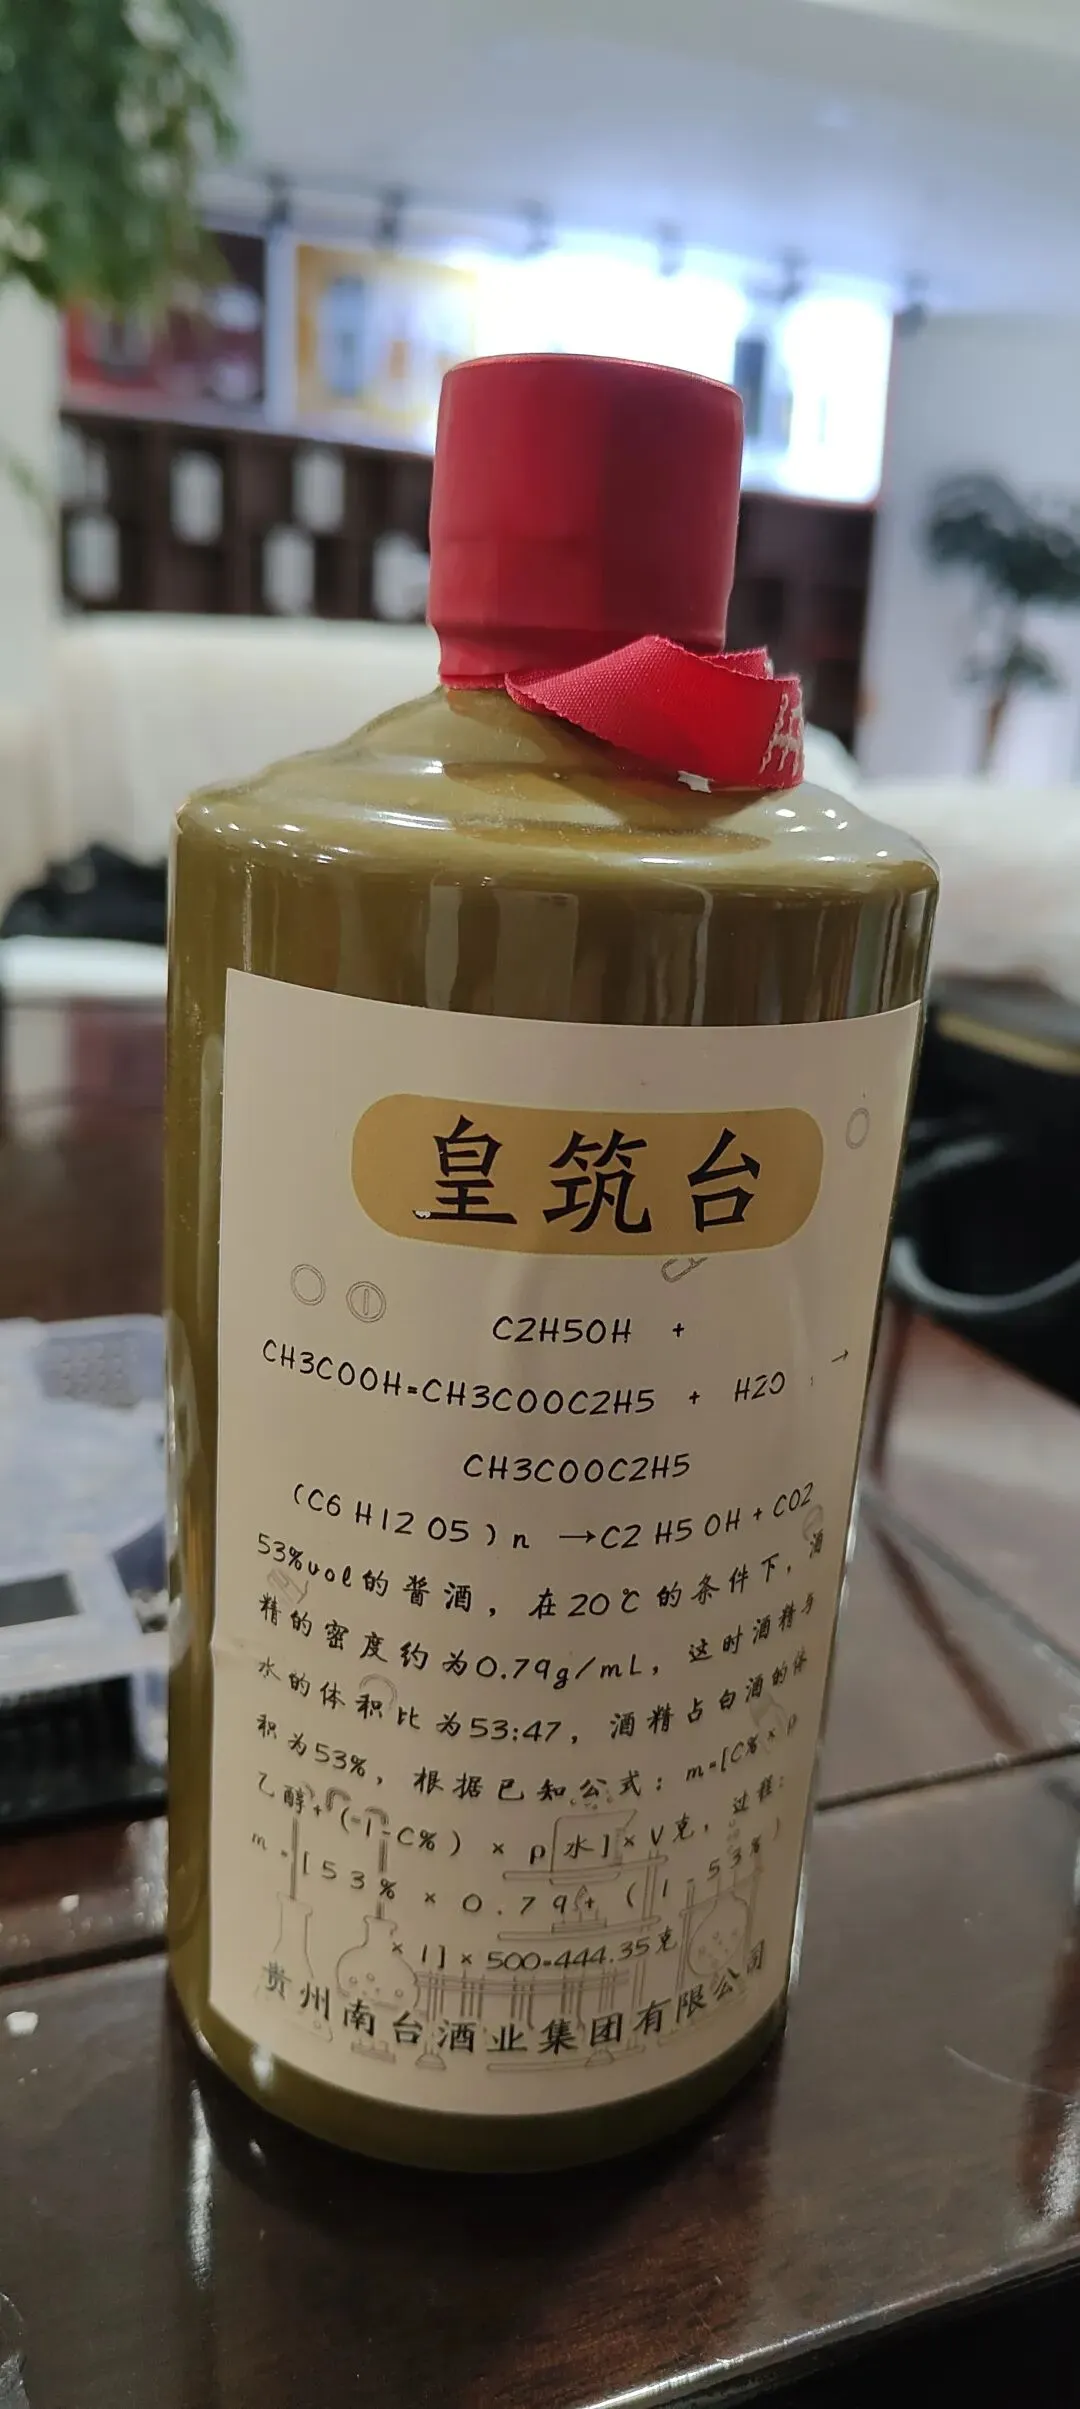 皇筑台
C2H5OH +
CH3COOH=CH3COOC2H5 + H2O →
CH3COOC2H5
(C6 H12 O5)n →C2 H5 OH + CO2
53%vol的酱酒，在20℃的条件下，酒
精的密度约为0.79g/mL，这时酒精与
水的体积比为53:47，酒精占白酒的体
积为53%，根据已知公式：m=[C% × ρ
乙醇+(-1-C%) × ρ[水]×V克，过程：
m=[53% × 0.79+(1-53%)
×1]×500=444.35克
贵州南台酒业集团有限公司